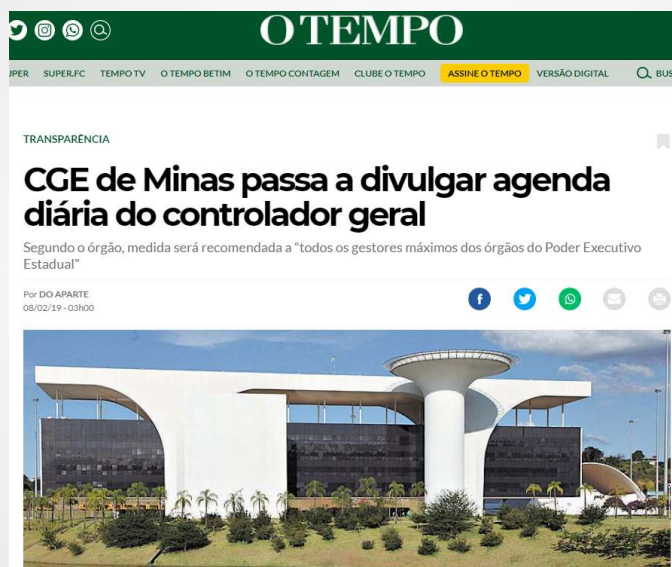 O TEMPO
SUPER.FC TEMPO TV O TEMPO BETIM O TEMPO CONTAGEM CLUBE O TEMPO ASSINE O TEMPO VERSÃO DIGITAL
TRANSPARÊNCIA
CGE de Minas passa a divulgar agenda
diária do controlador geral
Segundo o órgão, medida será recomendada a “todos os gestores máximos dos órgãos do Poder Executivo
Estadual"
Por DO APARTE
08/02/19 - 03h00